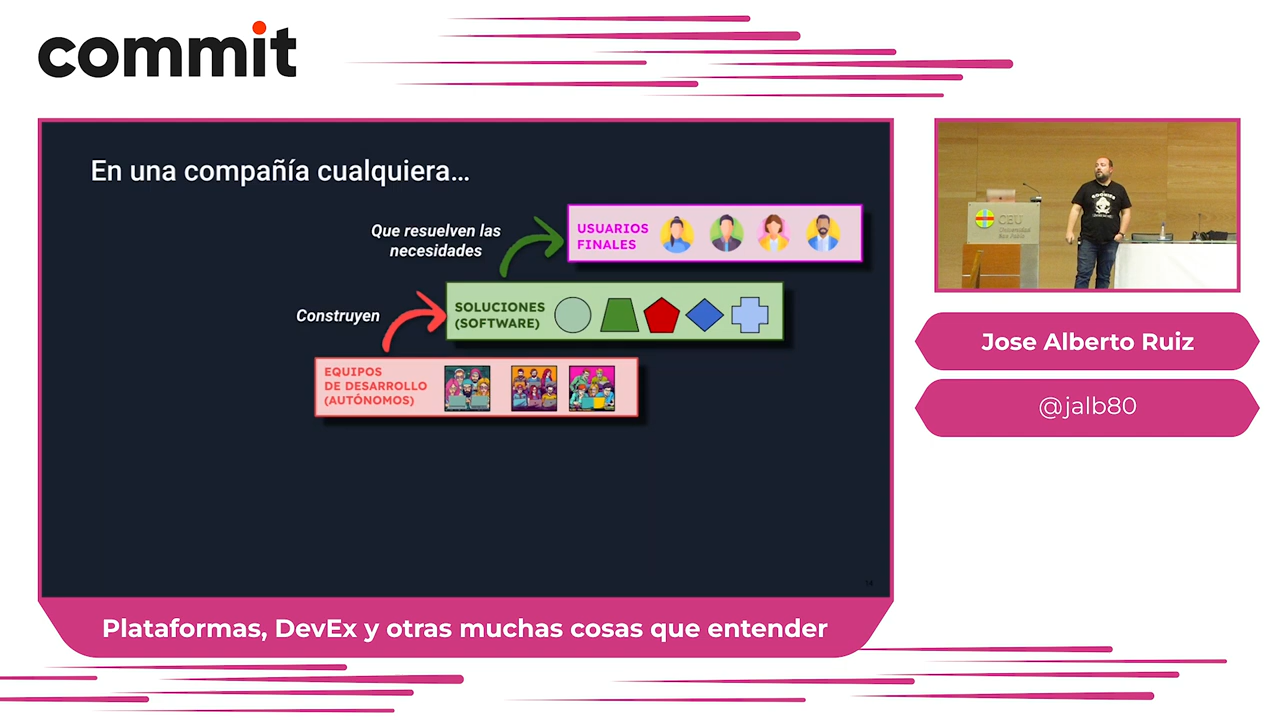 commit
En una compañía cualquiera...
Que resuelven las
necesidades
USUARIOS
FINALES
Construyen
SOLUCIONES
(SOFTWARE)
EQUIPOS
DE DESARROLLO
(AUTÓNOMOS)
CEU
Jose Alberto Ruiz
@jalb80
Plataformas, DevEx y otras muchas cosas que entender